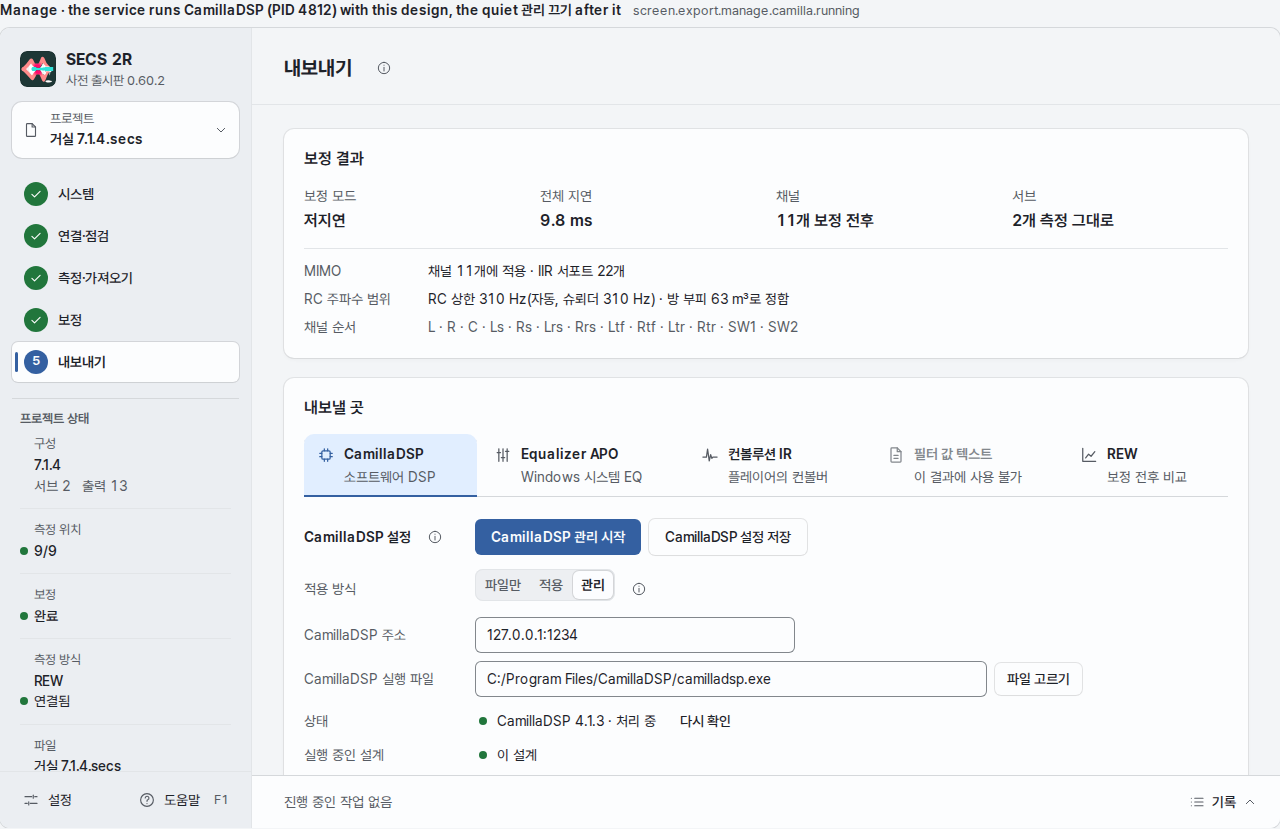 Manage · the service runs CamillaDSP (PID 4812) with this design, the quiet 관리 끄기 after it screen.export.manage.camilla.running
SECS 2R
사전 출시판 0.60.2
프로젝트
거실 7.1.4.secs
시스템
연결·점검
측정·가져오기
보정
5 내보내기
프로젝트 상태
구성
7.1.4
서브 2 출력 13
측정 위치
9/9
보정
완료
측정 방식
REW
연결됨
파일
거실 7.1.4.secs
설정 도움말 F1
내보내기
보정 결과
보정 모드 전체 지연 채널 서브
저지연 9.8 ms 11개 보정 전후 2개 측정 그대로
MIMO 채널 11개에 적용 · IIR 서포트 22개
RC 주파수 범위 RC 상한 310 Hz(자동, 슈뢰더 310 Hz) · 방 부피 63 m³로 정합
채널 순서 L · R · C · Ls · Rs · Lrs · Rrs · Ltf · Rtf · Ltr · Rtr · SW1 · SW2
내보낼 곳
CamillaDSP Equalizer APO 컨볼루션 IR 필터 값 텍스트 REW
소프트웨어 DSP Windows 시스템 EQ 플레이어의 컨볼버 이 결과에 사용 불가 보정 전후 비교
CamillaDSP 설정 CamillaDSP 관리 시작 CamillaDSP 설정 저장
적용 방식 파일만 적용 관리
CamillaDSP 주소 127.0.0.1:1234
CamillaDSP 실행 파일 C:/Program Files/CamillaDSP/camilladsp.exe 파일 고르기
상태 CamillaDSP 4.1.3 · 처리 중 다시 확인
실행 중인 설계 이 설계
진행 중인 작업 없음 기록